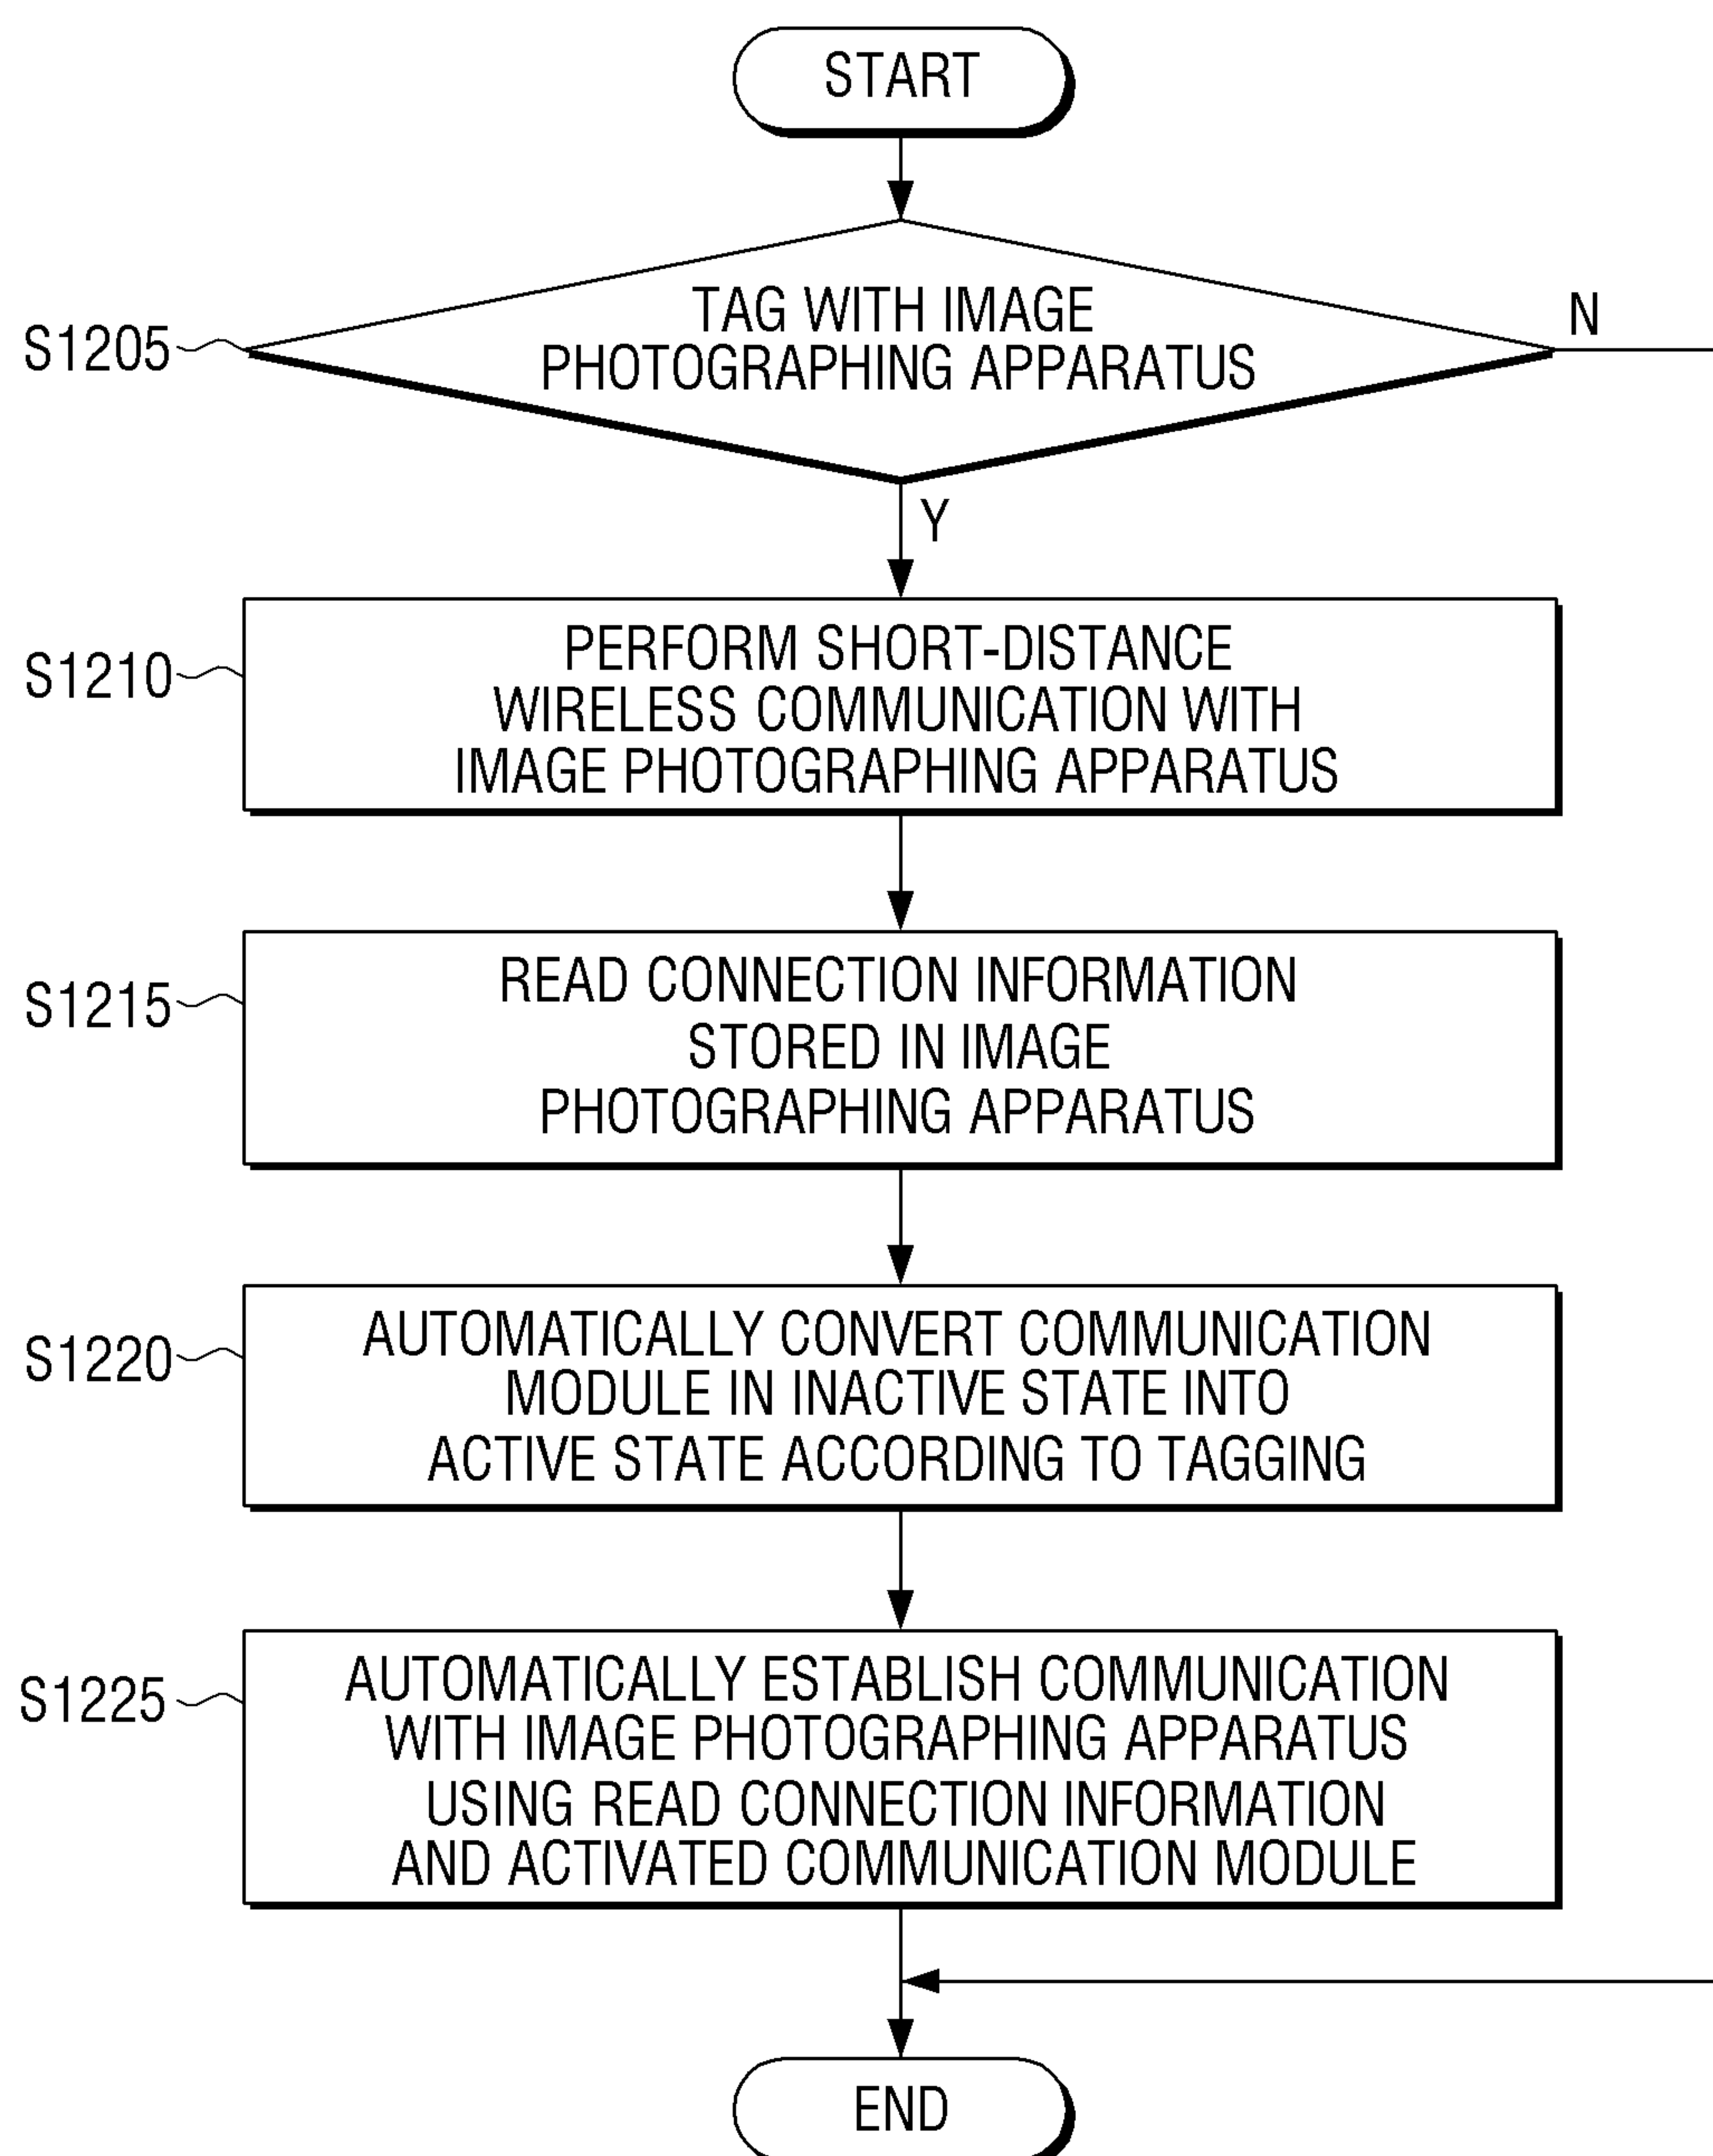 START
S1205
TAG WITH IMAGE
PHOTOGRAPHING APPARATUS
N
Y
S1210
PERFORM SHORT-DISTANCE
WIRELESS COMMUNICATION WITH
IMAGE PHOTOGRAPHING APPARATUS
S1215
READ CONNECTION INFORMATION
STORED IN IMAGE
PHOTOGRAPHING APPARATUS
S1220
AUTOMATICALLY CONVERT COMMUNICATION
MODULE IN INACTIVE STATE INTO
ACTIVE STATE ACCORDING TO TAGGING
S1225
AUTOMATICALLY ESTABLISH COMMUNICATION
WITH IMAGE PHOTOGRAPHING APPARATUS
USING READ CONNECTION INFORMATION
AND ACTIVATED COMMUNICATION MODULE
END